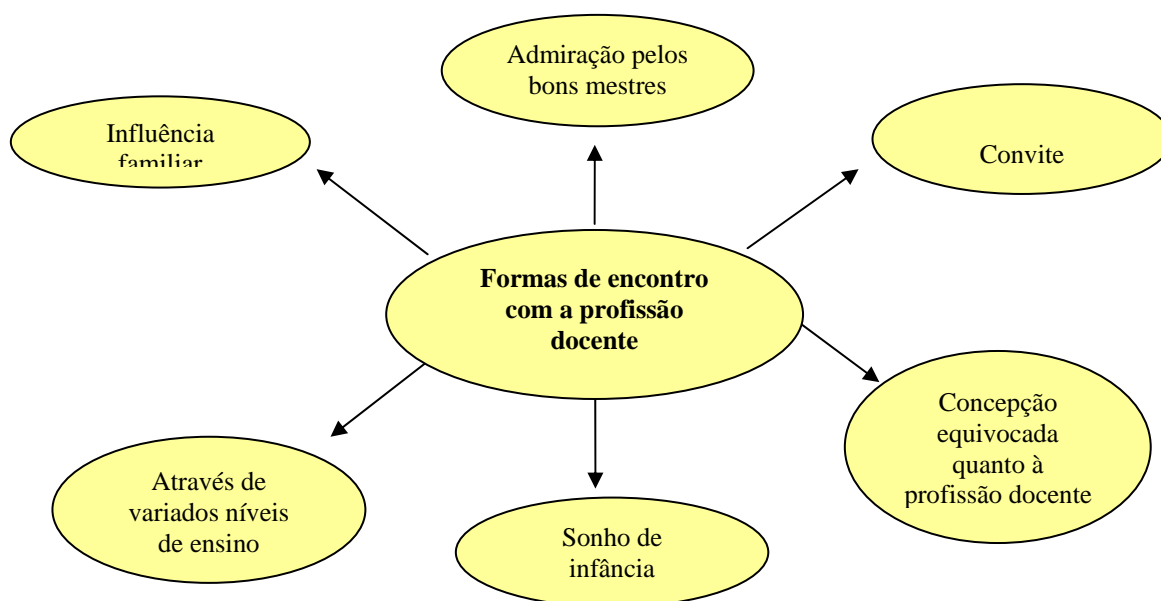 Admiração pelos
bons mestres
Influência
familiar
Convite
Formas de encontro
com a profissão
docente
Concepção
equivocada
quanto à
profissão docente
Através de
variados níveis
de ensino
Sonho de
infância